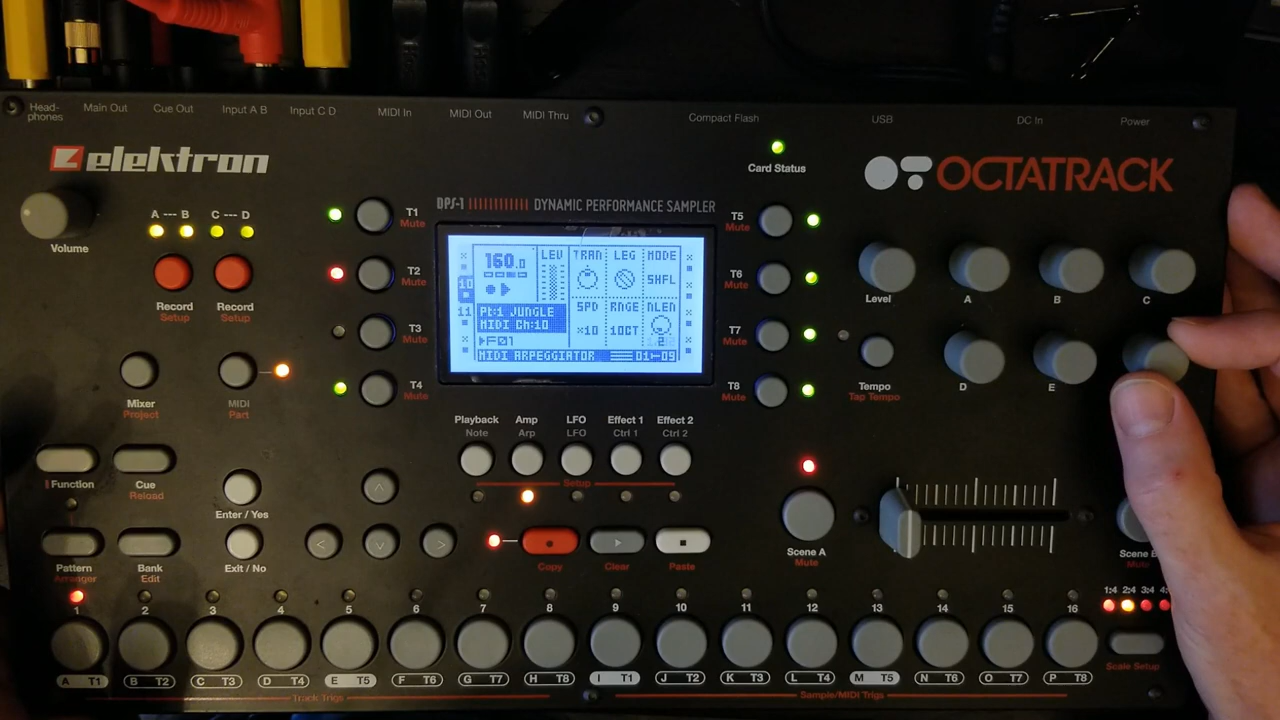 Head-
phones
Main Out
Cue Out
Input A B
Input C D
MIDI In
MIDI Out
MIDI Thru
Compact Flash
USB
DC In
Power
elektron
Card Status
OCTATRACK
DPS-1 DYNAMIC PERFORMANCE SAMPLER
Volume
A --- B
C --- D
Record
Setup
Record
Setup
T1
Mute
T2
Mute
T3
Mute
T4
Mute
T5
Mute
T6
Mute
T7
Mute
T8
Mute
160.0
LEV
TRAN
LEG
MODE
SHFL
SPD
RNGE
NLEN
×10
1OCT
10
11
Pt:1 JUNGLE
MIDI Ch:10
F01
MIDI ARPEGGIATOR
01 09
Level
A
B
C
D
E
Tempo
Tap Tempo
Mixer
Project
MIDI
Part
Playback
Note
Amp
Arp
LFO
LFO
Effect 1
Ctrl 1
Effect 2
Ctrl 2
Setup
Function
Cue
Reload
Enter / Yes
Exit / No
Pattern
Arranger
Bank
Edit
Copy
Clear
Paste
Scene A
Mute
Scene B
Mute
1:4 2:4 3:4
Scale Setup
1 2 3 4 5 6 7 8 9 10 11 12 13 14 15 16
A T1 B T2 C T3 D T4 E T5 F T6 G T7 H T8 I T1 J T2 K T3 L T4 M T5 N T6 O T7 P T8
Track Trigs
Sample/MIDI Trigs